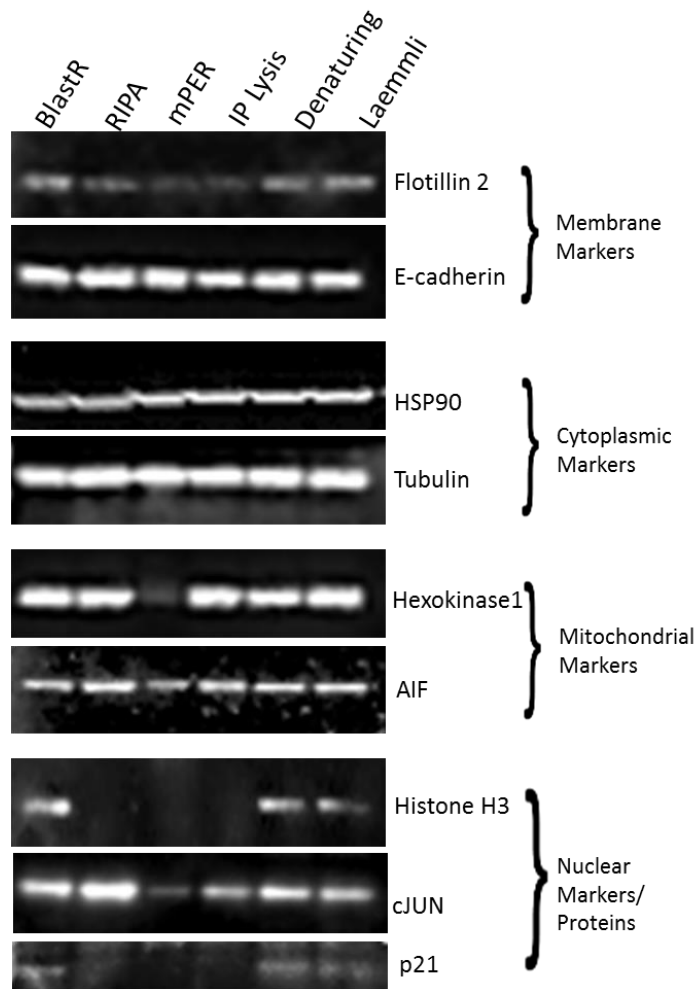 BlastR
RIPA
mPER
IP Lysis
Denaturing
Laemmli
Flotillin 2
E-cadherin
Membrane
Markers
HSP90
Tubulin
Cytoplasmic
Markers
Hexokinase1
AIF
Mitochondrial
Markers
Histone H3
cJUN
p21
Nuclear
Markers/
Proteins